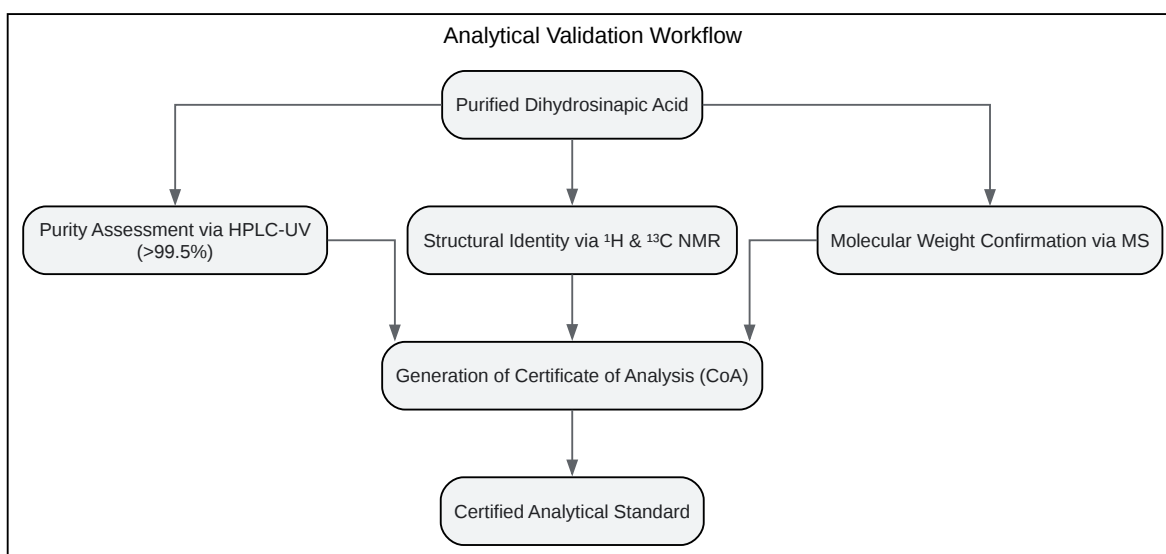 Analytical Validation Workflow
Purified Dihydrosinapic Acid
Purity Assessment via HPLC-UV
(>99.5%)
Structural Identity via ¹H & ¹³C NMR
Molecular Weight Confirmation via MS
Generation of Certificate of Analysis (CoA)
Certified Analytical Standard